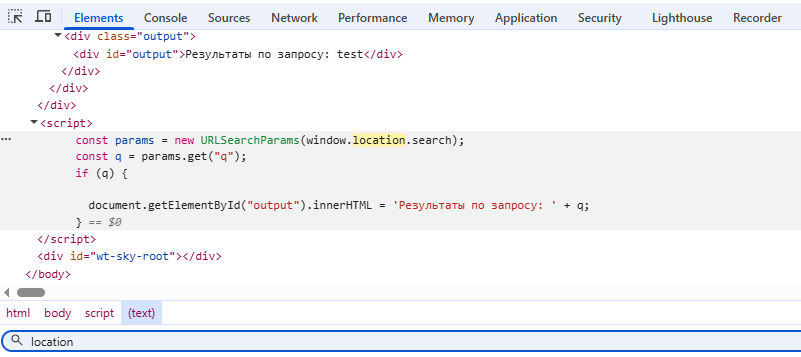 Elements Console Sources Network Performance Memory Application Security Lighthouse Recorder
<div class="output">
<div id="output">Результаты по запросу: test</div>
</div>
</div>
</div>
<script>
const params = new URLSearchParams(window.location.search);
const q = params.get("q");
if (q) {
document.getElementById("output").innerHTML = 'Результаты по запросу: ' + q;
} == $0
</script>
<div id="wt-sky-root"></div>
</body>
html body script (text)
location